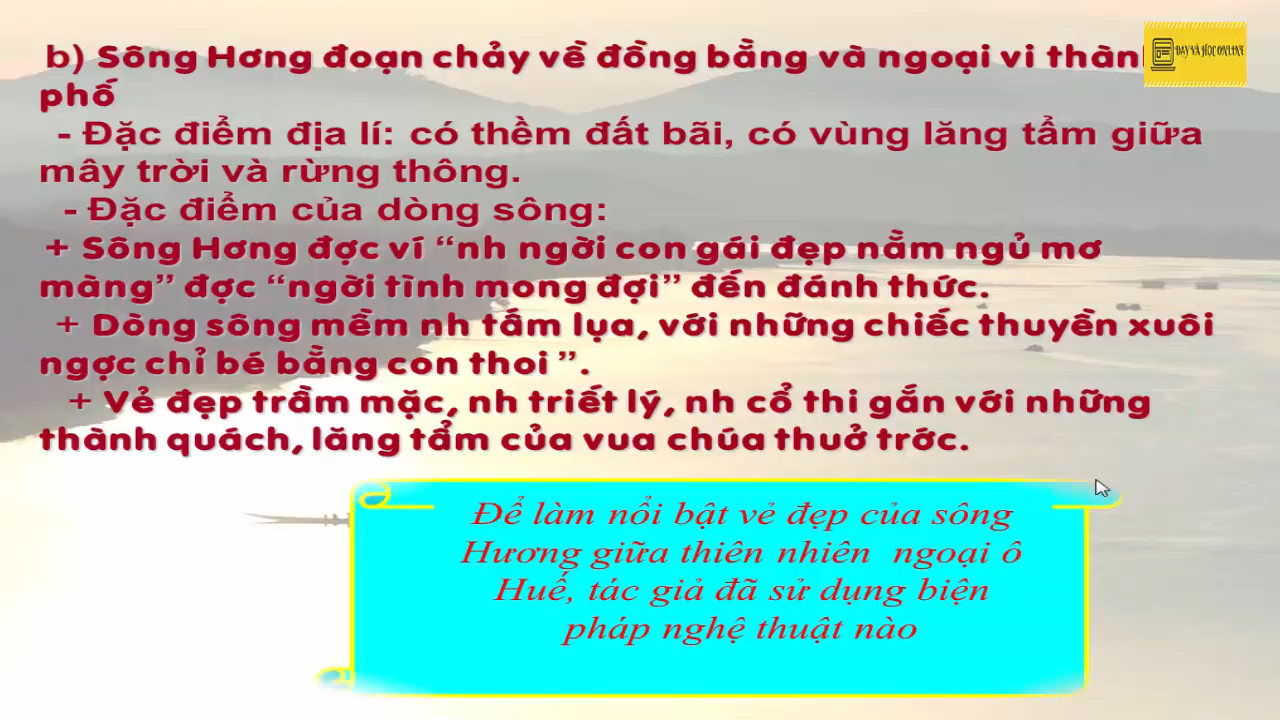 b) Sông Hơng đoạn chảy về đồng bằng và ngoại vi thàn
DẠY VÀ HỌC ONLINE
phố
- Đặc điểm địa lí: có thềm đất bãi, có vùng lăng tẩm giữa
mây trời và rừng thông.
- Đặc điểm của dòng sông:
+ Sông Hơng đợc ví “nh ngời con gái đẹp nằm ngủ mơ
màng” đợc “ngời tình mong đợi” đến đánh thức.
+ Dòng sông mềm nh tấm lụa, với những chiếc thuyền xuôi
ngợc chỉ bé bằng con thoi ”.
+ Vẻ đẹp trầm mặc, nh triết lý, nh cổ thi gắn với những
thành quách, lăng tẩm của vua chúa thuở trớc.
Để làm nổi bật vẻ đẹp của sông
Hương giữa thiên nhiên ngoại ô
Huế, tác giả đã sử dụng biện
pháp nghệ thuật nào